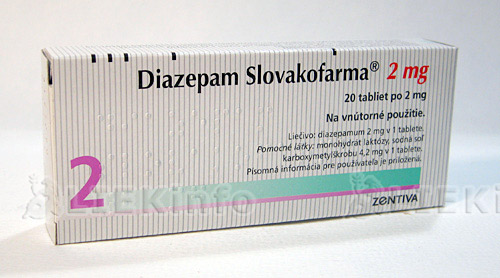 Diazepam Slovakofarma® 2 mg
20 tabliet po 2 mg
Na vnútorné použitie.
Liečivo: diazepamum 2 mg v 1 tablete.
Pomocné látky: monohydrát laktózy, sodná soľ
karboxymetylškrobu 4,2 mg v 1 tablete.
Písomná informácia pre používateľa je priložená.
2
ZENTIVA
LEEKinfo
LEEKi